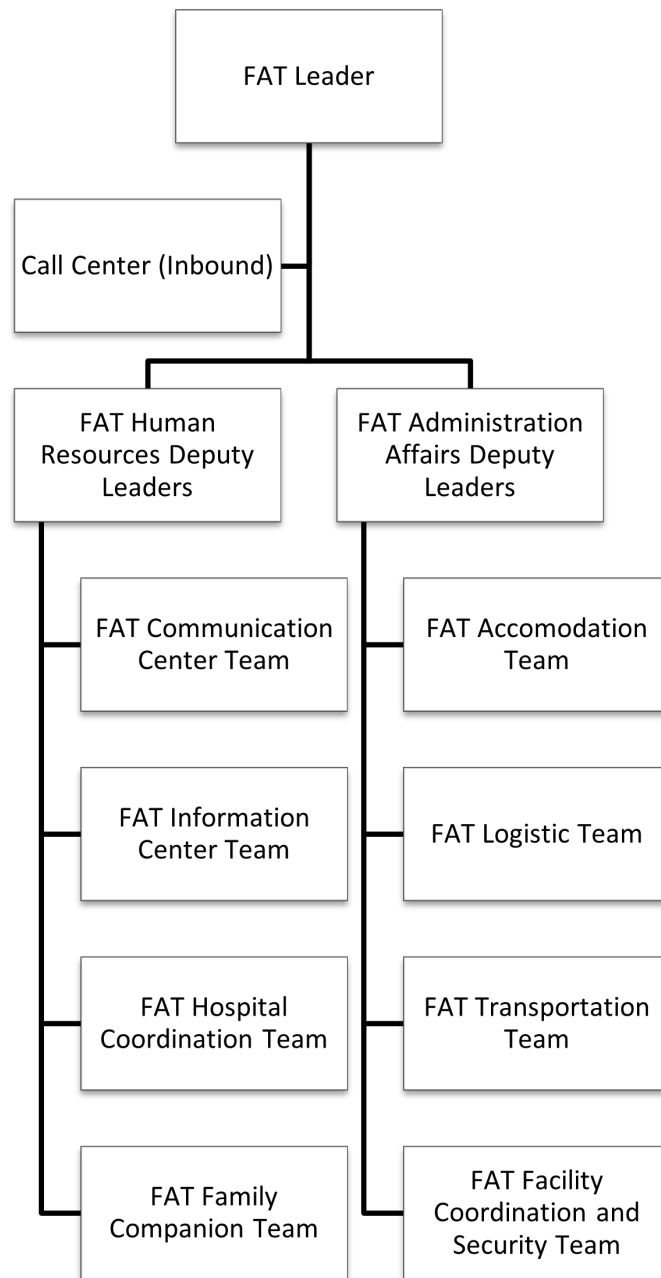 FAT Leader
Call Center (Inbound)
FAT Human
Resources Deputy
Leaders
FAT Administration
Affairs Deputy
Leaders
FAT Communication
Center Team
FAT Accomodation
Team
FAT Information
Center Team
FAT Logistic Team
FAT Hospital
Coordination Team
FAT Transportation
Team
FAT Family
Companion Team
FAT Facility
Coordination and
Security Team